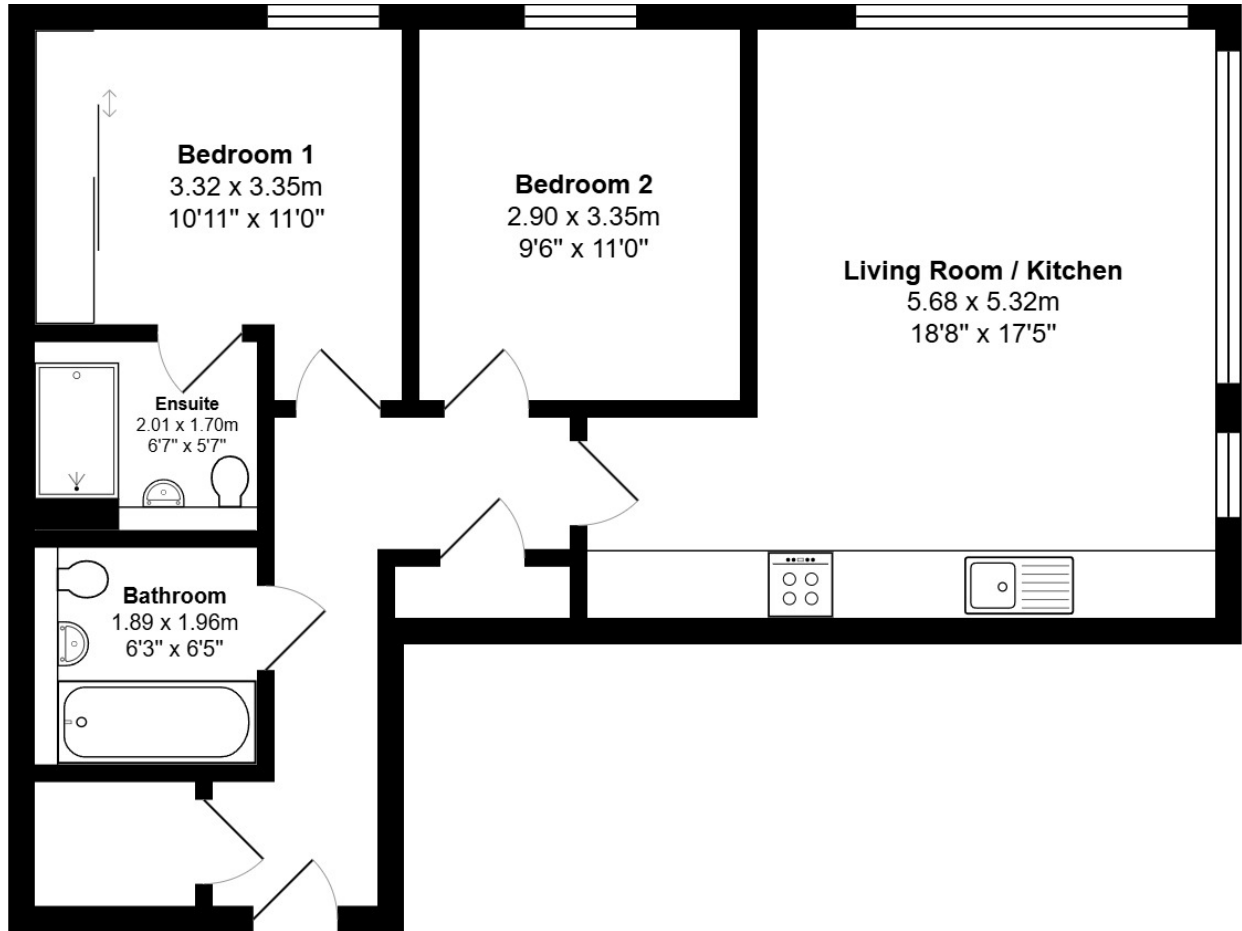 Bedroom 1
3.32 x 3.35m
10'11" x 11'0"
Bedroom 2
2.90 x 3.35m
9'6" x 11'0"
Living Room / Kitchen
5.68 x 5.32m
18'8" x 17'5"
Ensuite
2.01 x 1.70m
6'7" x 5'7"
Bathroom
1.89 x 1.96m
6'3" x 6'5"